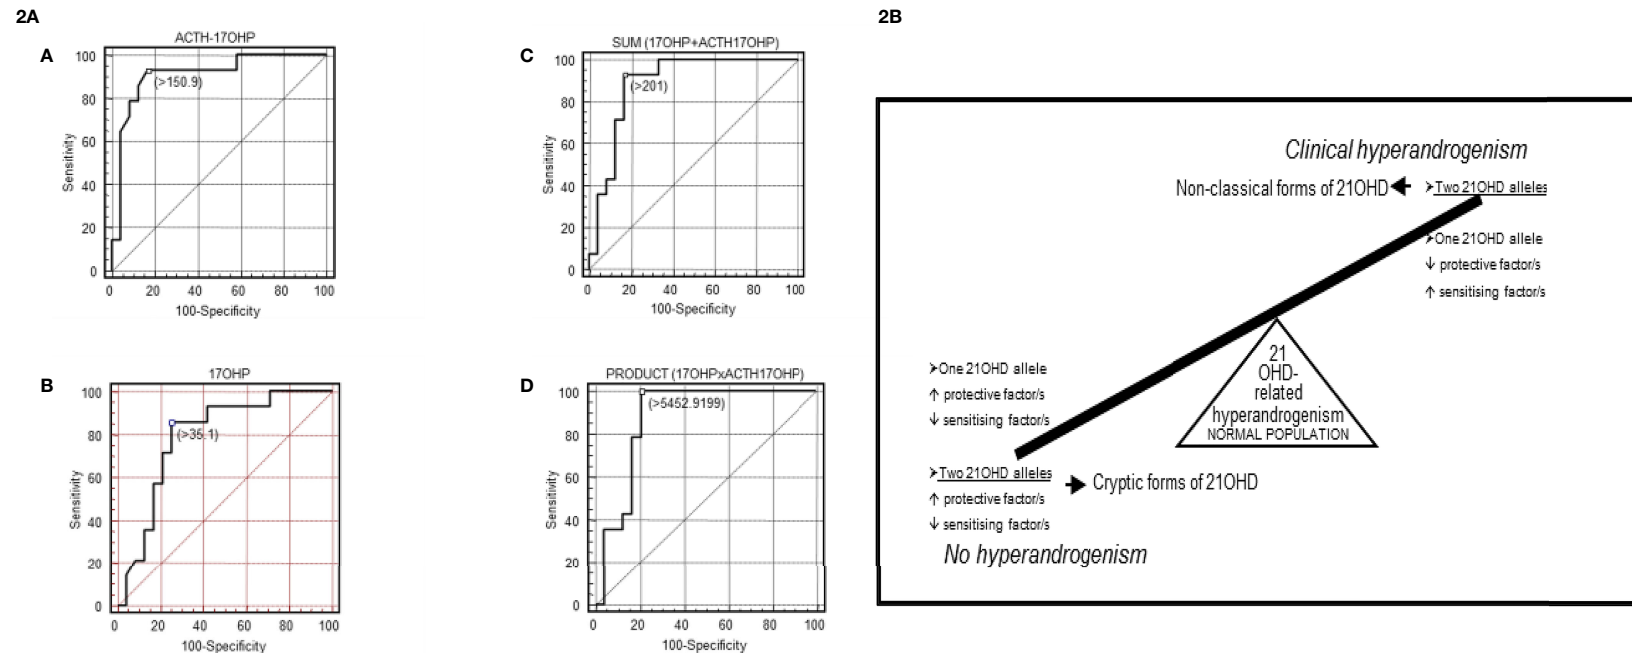 2A
A
ACTH-17OHP
100
80
60
40
20
0
Sensitivity
(>150.9)
0 20 40 60 80 100
100-Specificity
C
SUM (17OHP+ACTH17OHP)
100
80
60
40
20
0
Sensitivity
(>201)
0 20 40 60 80 100
100-Specificity
B
17OHP
100
80
60
40
20
0
Sensitivity
(>35.1)
0 20 40 60 80 100
100-Specificity
D
PRODUCT (17OHPxACTH17OHP)
100
80
60
40
20
0
Sensitivity
(>5452.9199)
0 20 40 60 80 100
100-Specificity
2B
Clinical hyperandrogenism
Non-classical forms of 21OHD
➢Two 21OHD alleles
➢One 21OHD allele
↓ protective factor/s
↑ sensitising factor/s
21
OHD-
related
hyperandrogenism
NORMAL POPULATION
➢One 21OHD allele
↑ protective factor/s
↓ sensitising factor/s
➢Two 21OHD alleles
↑ protective factor/s
↓ sensitising factor/s
Cryptic forms of 21OHD
No hyperandrogenism